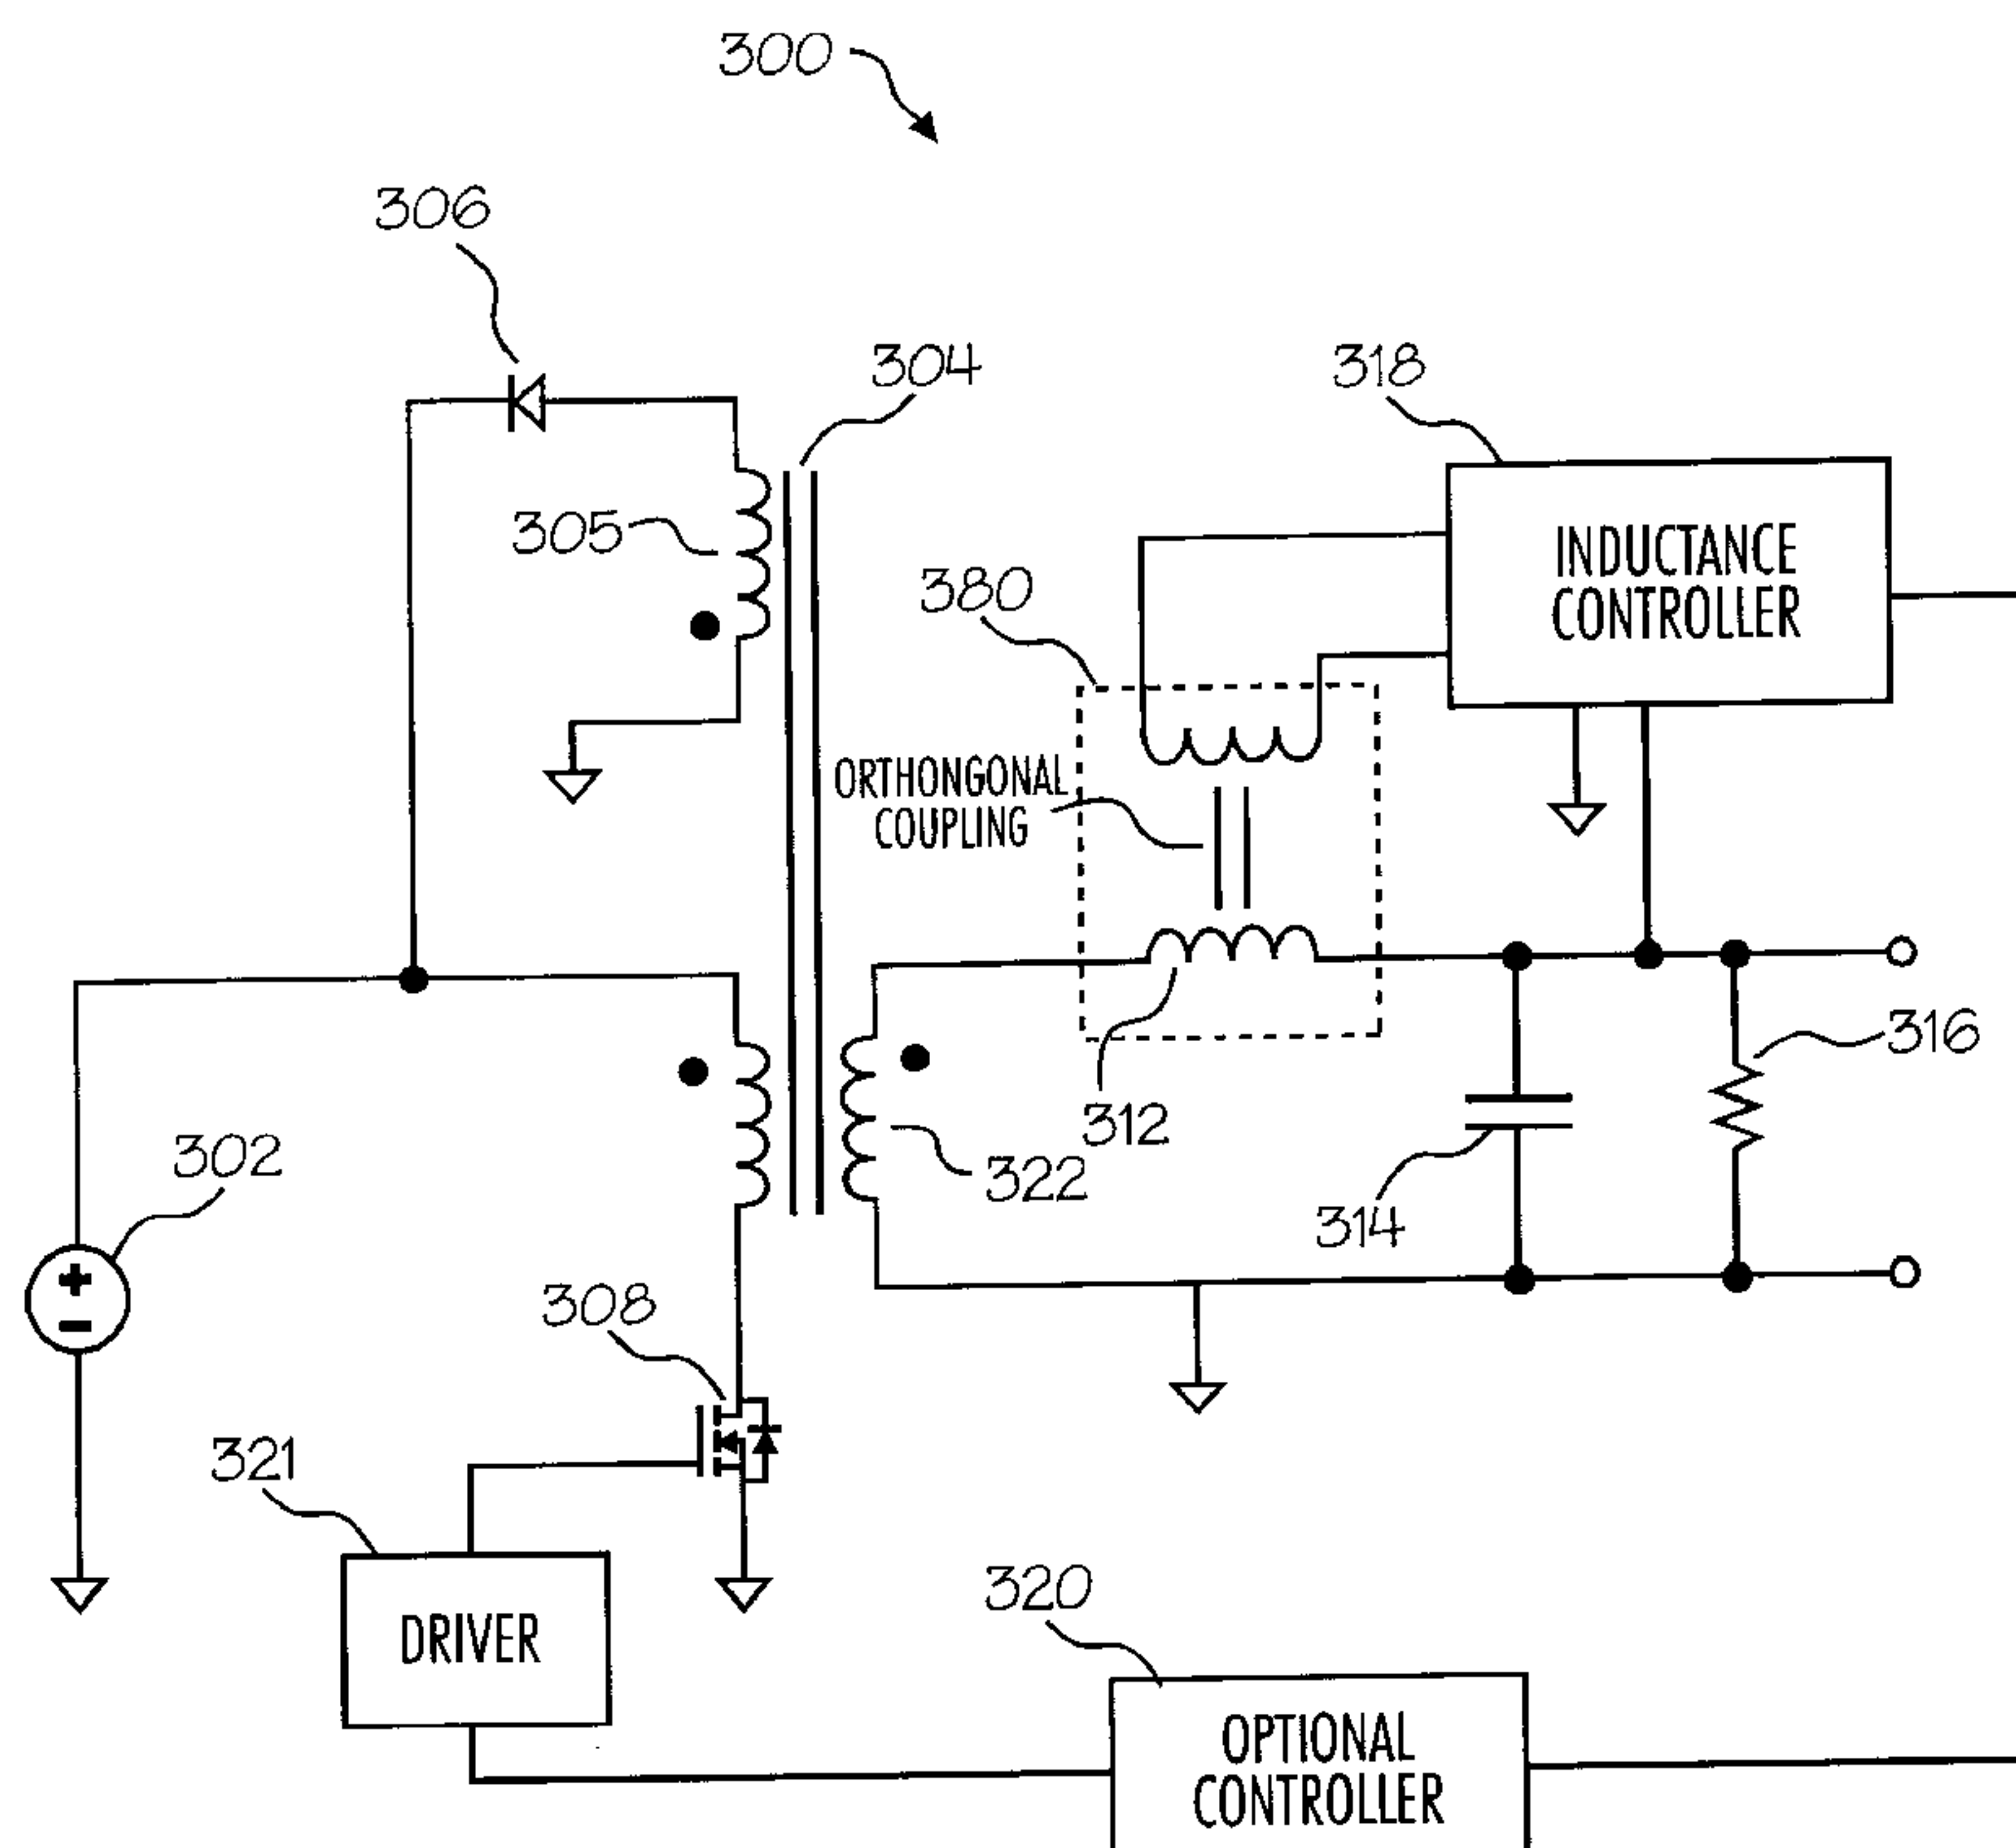 300
306
304
318
305
INDUCTANCE
CONTROLLER
380
ORTHONGONAL
COUPLING
316
312
302
322
314
308
321
320
DRIVER
OPTIONAL
CONTROLLER